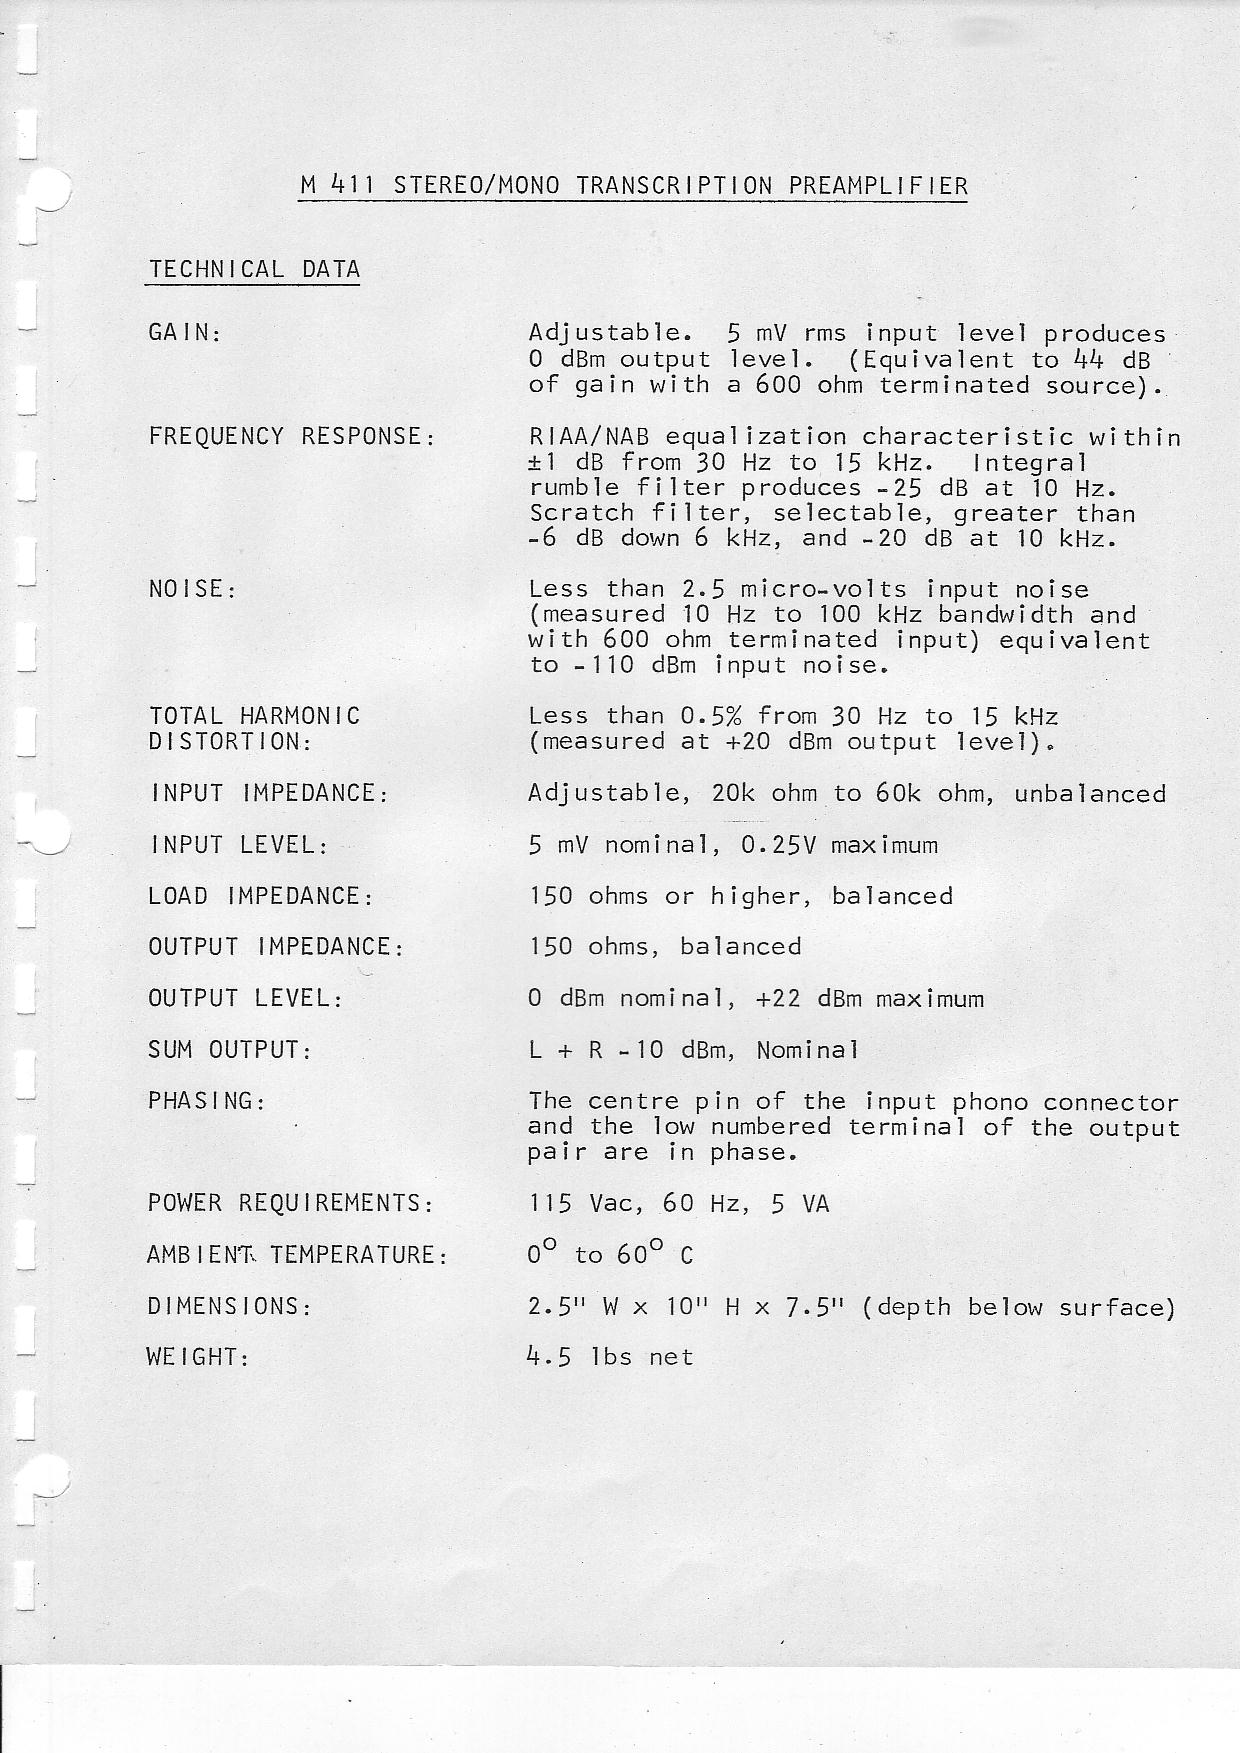 M 411 STEREO/MONO TRANSCRIPTION PREAMPLIFIER
TECHNICAL DATA
GAIN: Adjustable. 5 mV rms input level produces
0 dBm output level. (Equivalent to 44 dB
of gain with a 600 ohm terminated source).
FREQUENCY RESPONSE: RIAA/NAB equalization characteristic within
±1 dB from 30 Hz to 15 kHz. Integral
rumble filter produces -25 dB at 10 Hz.
Scratch filter, selectable, greater than
-6 dB down 6 kHz, and -20 dB at 10 kHz.
NOISE: Less than 2.5 micro-volts input noise
(measured 10 Hz to 100 kHz bandwidth and
with 600 ohm terminated input) equivalent
to -110 dBm input noise.
TOTAL HARMONIC Less than 0.5% from 30 Hz to 15 kHz
DISTORTION: (measured at +20 dBm output level).
INPUT IMPEDANCE: Adjustable, 20k ohm to 60k ohm, unbalanced
INPUT LEVEL: 5 mV nominal, 0.25V maximum
LOAD IMPEDANCE: 150 ohms or higher, balanced
OUTPUT IMPEDANCE: 150 ohms, balanced
OUTPUT LEVEL: 0 dBm nominal, +22 dBm maximum
SUM OUTPUT: L + R -10 dBm, Nominal
PHASING: The centre pin of the input phono connector
and the low numbered terminal of the output
pair are in phase.
POWER REQUIREMENTS: 115 Vac, 60 Hz, 5 VA
AMBIENT TEMPERATURE: 0° to 60° C
DIMENSIONS: 2.5" W x 10" H x 7.5" (depth below surface)
WEIGHT: 4.5 lbs net